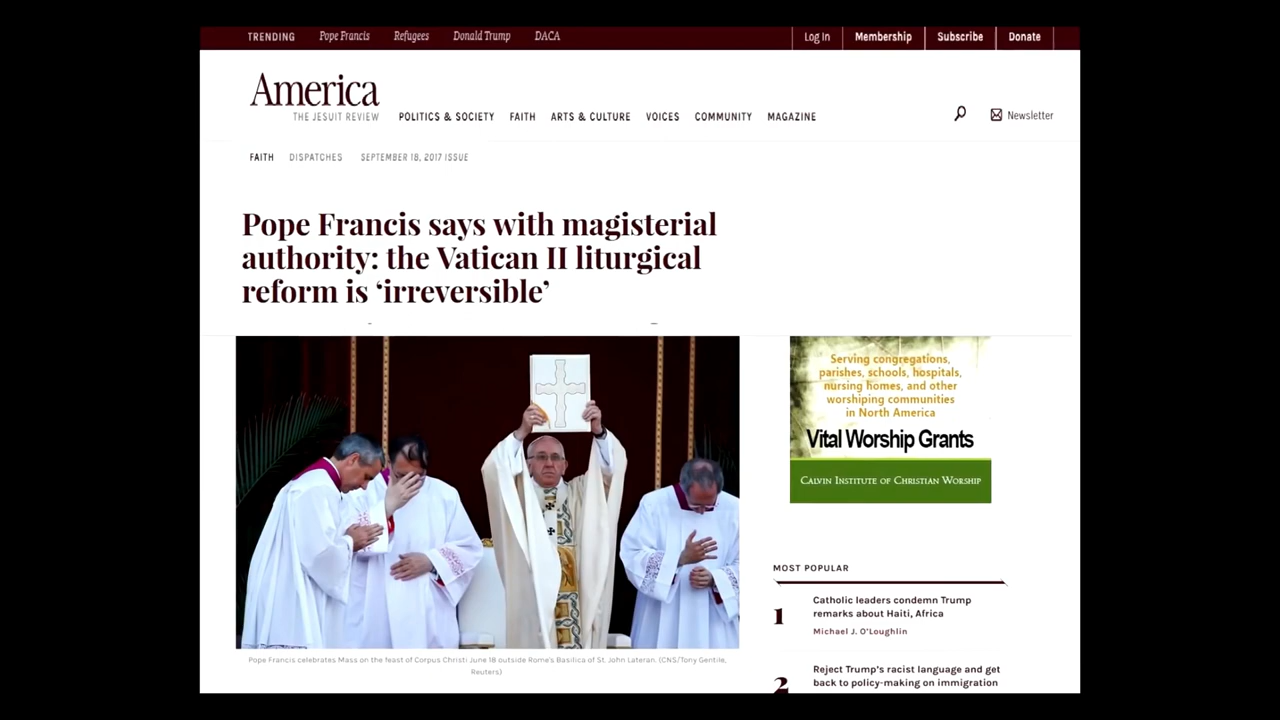 TRENDING Pope Francis Refugees Donald Trump DACA Log In Membership Subscribe Donate
America
THE JESUIT REVIEW
POLITICS & SOCIETY FAITH ARTS & CULTURE VOICES COMMUNITY MAGAZINE Newsletter
FAITH DISPATCHES SEPTEMBER 18, 2017 ISSUE
Pope Francis says with magisterial
authority: the Vatican II liturgical
reform is ‘irreversible’
Serving congregations,
parishes, schools, hospitals,
nursing homes, and other
worshiping communities
in North America
Vital Worship Grants
CALVIN INSTITUTE OF CHRISTIAN WORSHIP
Pope Francis celebrates Mass on the feast of Corpus Christi June 18 outside Rome's Basilica of St. John Lateran. (CNS/Tony Gentile,
Reuters)
MOST POPULAR
1
Catholic leaders condemn Trump
remarks about Haiti, Africa
Michael J. O'Loughlin
2
Reject Trump's racist language and get
back to policy-making on immigration